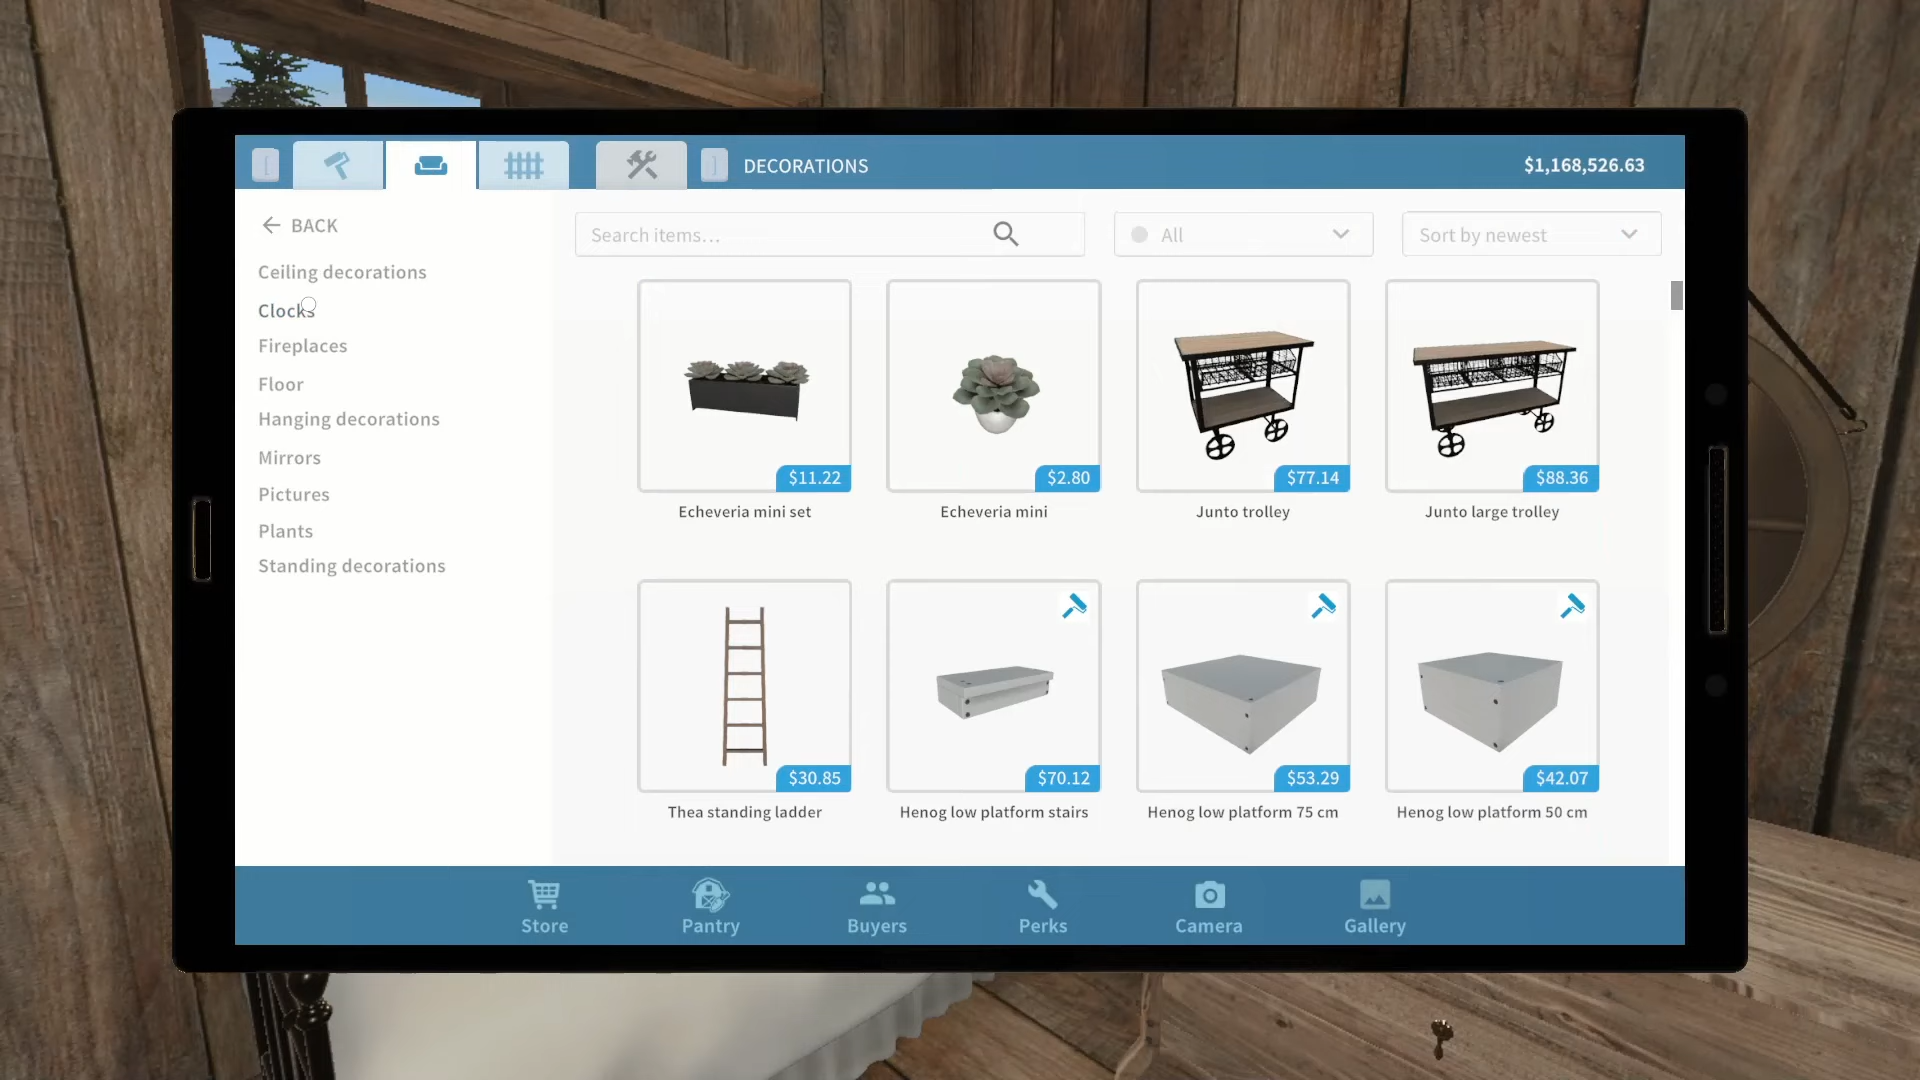 [
]
DECORATIONS
$1,168,526.63
BACK
Ceiling decorations
Clocks
Fireplaces
Floor
Hanging decorations
Mirrors
Pictures
Plants
Standing decorations
Search items...
All
Sort by newest
$11.22
$2.80
$77.14
$88.36
Echeveria mini set
Echeveria mini
Junto trolley
Junto large trolley
$30.85
$70.12
$53.29
$42.07
Thea standing ladder
Henog low platform stairs
Henog low platform 75 cm
Henog low platform 50 cm
Store
Pantry
Buyers
Perks
Camera
Gallery